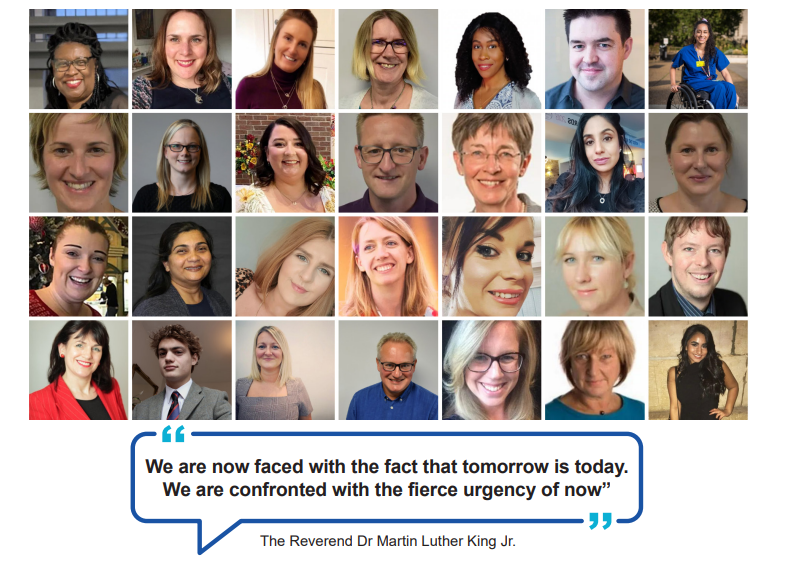 We are now faced with the fact that tomorrow is today.
We are confronted with the fierce urgency of now”
The Reverend Dr Martin Luther King Jr.